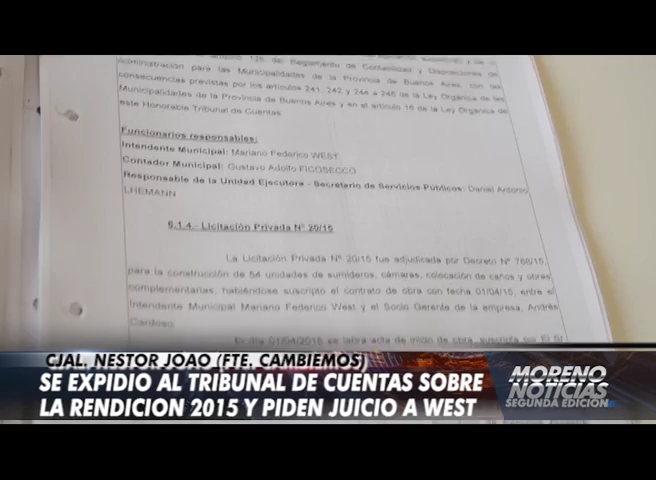 Administración para las Municipalidades de la Provincia de Buenos Aires, con las
consecuencias previstas por los artículos 241, 242 y 244 a 245 de la Ley Orgánica de las
Municipalidades de la Provincia de Buenos Aires y en el artículo 16 de la Ley Orgánica de
este Honorable Tribunal de Cuentas.
Funcionarios responsables:
Intendente Municipal: Mariano Federico WEST
Contador Municipal: Gustavo Adolfo FICOSECCO
Responsable de la Unidad Ejecutora - Secretario de Servicios Públicos: Daniel Antonio
LHEMANN
6.1.4.- Licitación Privada N° 20/15
La Licitación Privada N° 20/15 fue adjudicada por Decreto N° 766/15,
para la construcción de 54 unidades de sumideros, cámaras, colocación de caños y obras
complementarias, habiéndose suscripto el contrato de obra con fecha 01/04/15, entre el
Intendente Municipal Mariano Federico West y el Socio Gerente de la empresa, Andrés
Cardoso
El día 01/04/2015 se labra acta de inicio de obra, suscripta por El Sr
CJAL. NESTOR JOAO (FTE. CAMBIEMOS)
SE EXPIDIO AL TRIBUNAL DE CUENTAS SOBRE
LA RENDICION 2015 Y PIDEN JUICIO A WEST
MORENO
NOTICIAS
SEGUNDA EDICION